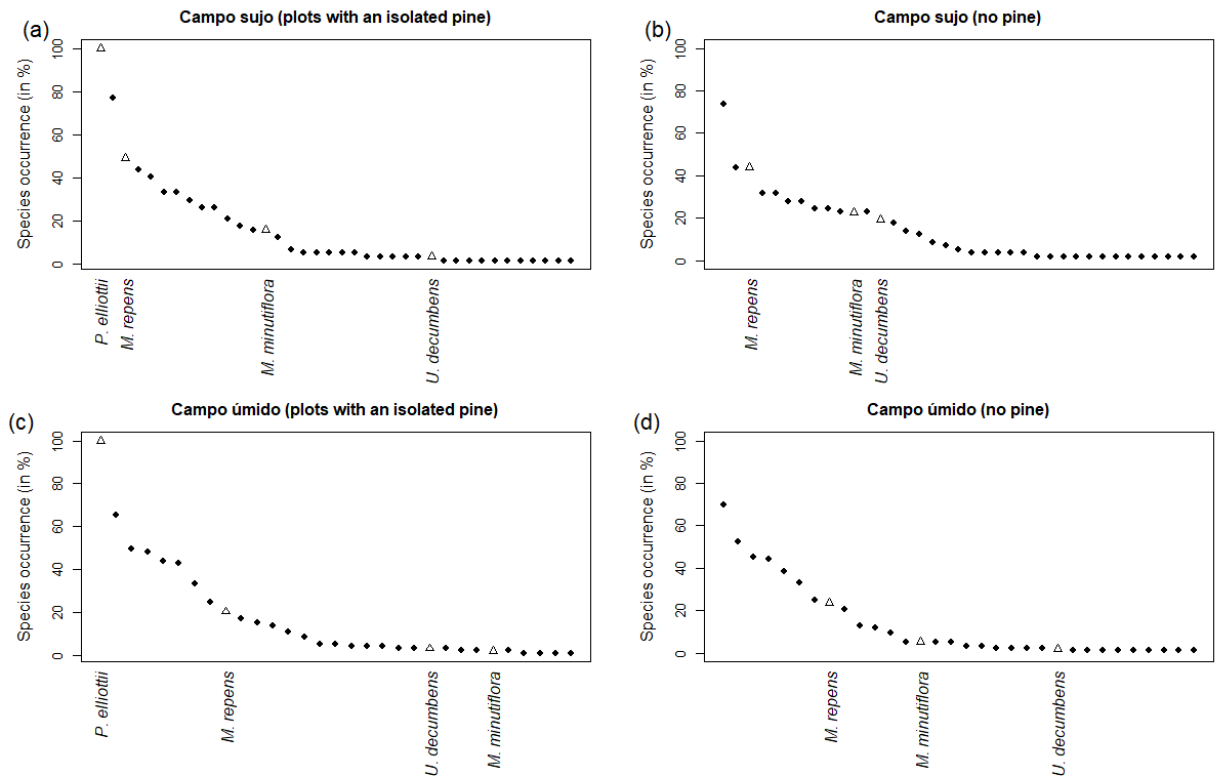 (a)
Campo sujo (plots with an isolated pine)
Species occurrence (in %)
100
80
60
40
20
0
P. elliottii
M. repens
M. minutiflora
U. decumbens
(b)
Campo sujo (no pine)
Species occurrence (in %)
100
80
60
40
20
0
M. repens
M. minutiflora
U. decumbens
(c)
Campo úmido (plots with an isolated pine)
Species occurrence (in %)
100
80
60
40
20
0
P. elliottii
M. repens
U. decumbens
M. minutiflora
(d)
Campo úmido (no pine)
Species occurrence (in %)
100
80
60
40
20
0
M. repens
M. minutiflora
U. decumbens